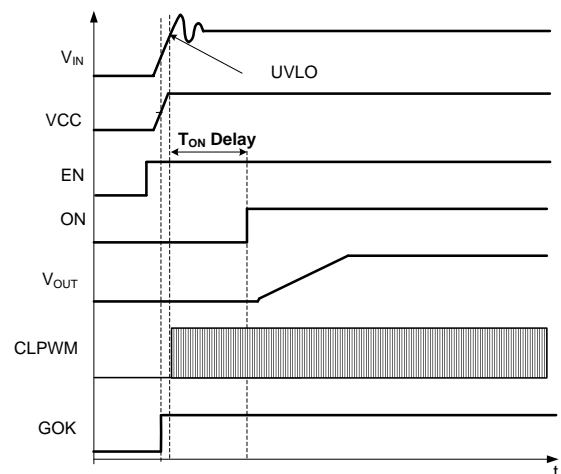 V_IN
UVLO
VCC
T_ON Delay
EN
ON
V_OUT
CLPWM
GOK
t